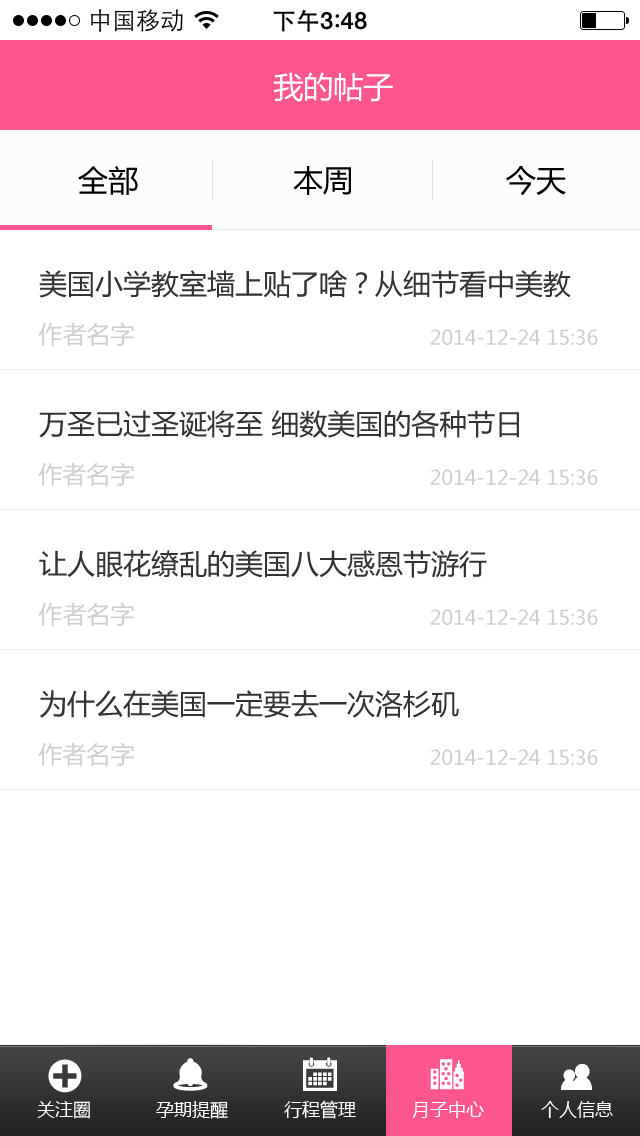 中国移动 下午3:48
我的帖子
全部 本周 今天
美国小学教室墙上贴了啥？从细节看中美教
作者名字 2014-12-24 15:36
万圣已过圣诞将至 细数美国的各种节日
作者名字 2014-12-24 15:36
让人眼花缭乱的美国八大感恩节游行
作者名字 2014-12-24 15:36
为什么在美国一定要去一次洛杉矶
作者名字 2014-12-24 15:36
关注圈 孕期提醒 行程管理 月子中心 个人信息